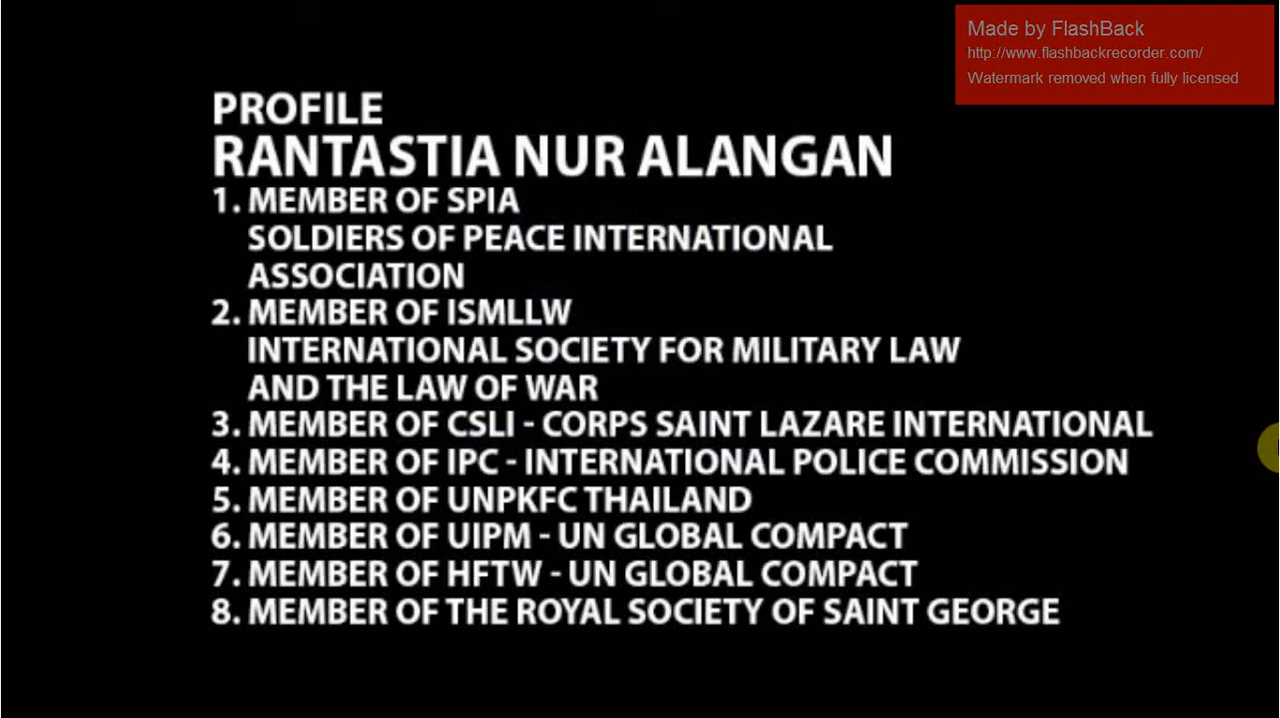 Made by FlashBack
http://www.flashbackrecorder.com/
Watermark removed when fully licensed
PROFILE
RANTASTIA NUR ALANGAN
1. MEMBER OF SPIA
SOLDIERS OF PEACE INTERNATIONAL
ASSOCIATION
2. MEMBER OF ISMLLW
INTERNATIONAL SOCIETY FOR MILITARY LAW
AND THE LAW OF WAR
3. MEMBER OF CSLI - CORPS SAINT LAZARE INTERNATIONAL
4. MEMBER OF IPC - INTERNATIONAL POLICE COMMISSION
5. MEMBER OF UNPKFC THAILAND
6. MEMBER OF UIPM - UN GLOBAL COMPACT
7. MEMBER OF HFTW - UN GLOBAL COMPACT
8. MEMBER OF THE ROYAL SOCIETY OF SAINT GEORGE